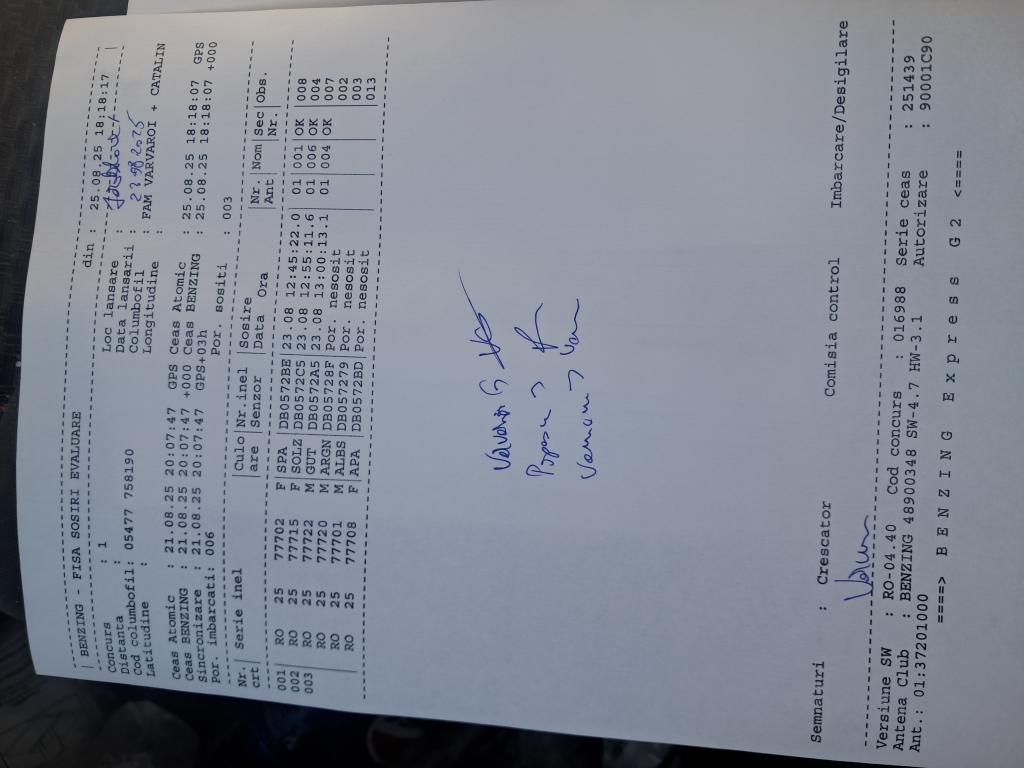 BENZING - FISA SOSIRI EVALUARE din : 25.08.25 18:18:17
Concurs : 1 Loc lansare :
Distanta : Data lansarii : 23.08.2025
Cod columbofil: 05477 758190 Columbofil : FAM VARVAROI + CATALIN
Latitudine : Longitudine :
Ceas Atomic : 21.08.25 20:07:47 GPS Ceas Atomic : 25.08.25 18:18:07 GPS
Ceas BENZING : 21.08.25 20:07:47 +000 Ceas BENZING : 25.08.25 18:18:07 +000
Sincronizare : 21.08.25 20:07:47 GPS+03h
Por. imbarcati: 006 Por. sositi : 003
Nr. Serie inel |Culo|Nr.inel |Sosire |Nr. |Nom|Sec|Obs.
crt| |are |Senzor |Data Ora |Ant | |Nr.|
001| RO 25 77702 F|SPA |DB0572BE|23.08 12:45:22.0| 01|001|OK |008
002| RO 25 77715 F|SOLZ|DB0572C5|23.08 12:55:11.6| 01|006|OK |004
003| RO 25 77722 M|GUT |DB0572A5|23.08 13:00:13.1| 01|004|OK |007
RO 25 77720 M|ARGN|DB05728F|Por. nesosit | | | |002
RO 25 77701 M|ALBS|DB057279|Por. nesosit | | | |003
RO 25 77708 F|APA |DB0572BD|Por. nesosit | | | |013
Semnaturi : Crescator Comisia control Imbarcare/Desigilare
Versiune SW : RO-04.40 Cod concurs : 016988 Serie ceas : 251439
Antena Club : BENZING 48900348 SW-4.7 HW-3.1 Autorizare : 90001C90
Ant.: 01:37201000
====> B E N Z I N G E x p r e s s G 2 <====